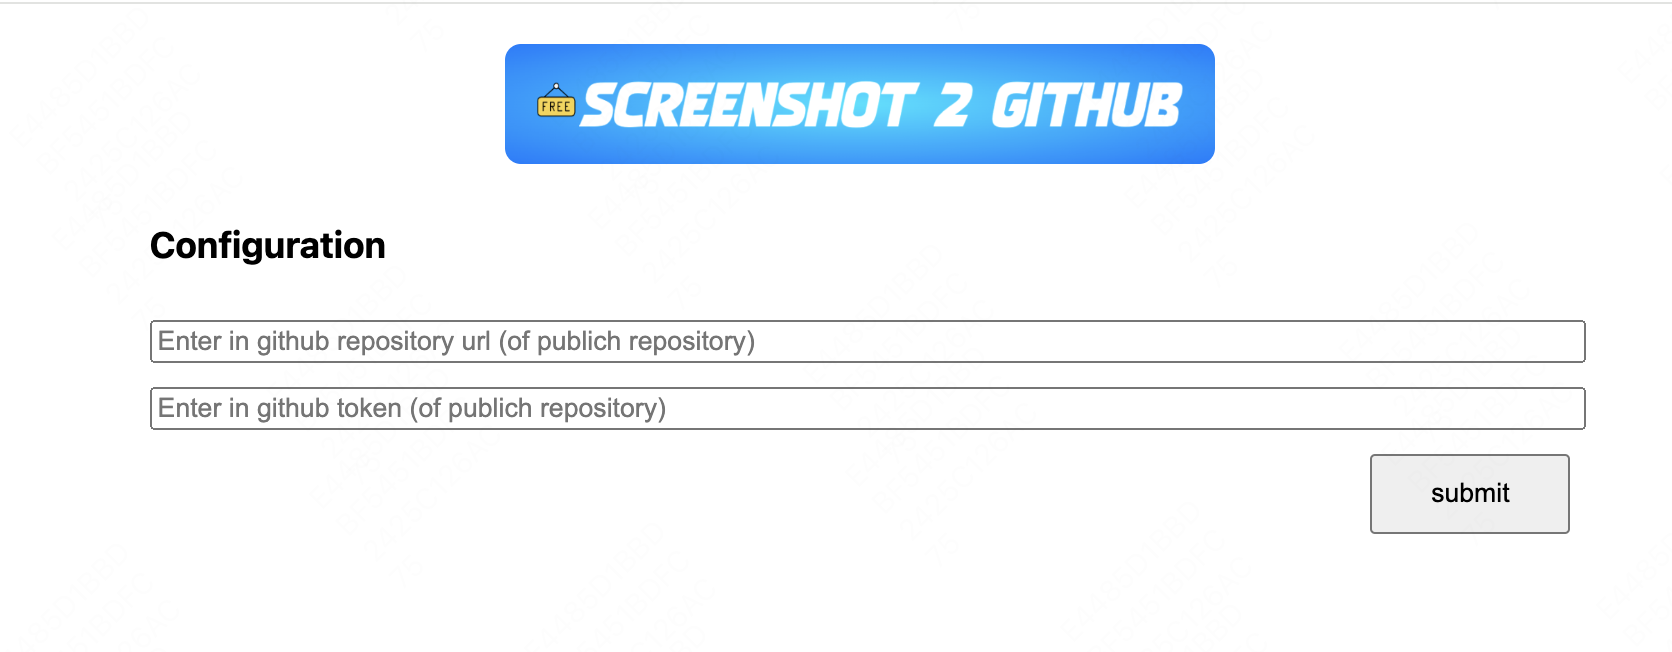 FREE SCREENSHOT 2 GITHUB
Configuration
Enter in github repository url (of publich repository)
Enter in github token (of publich repository)
submit